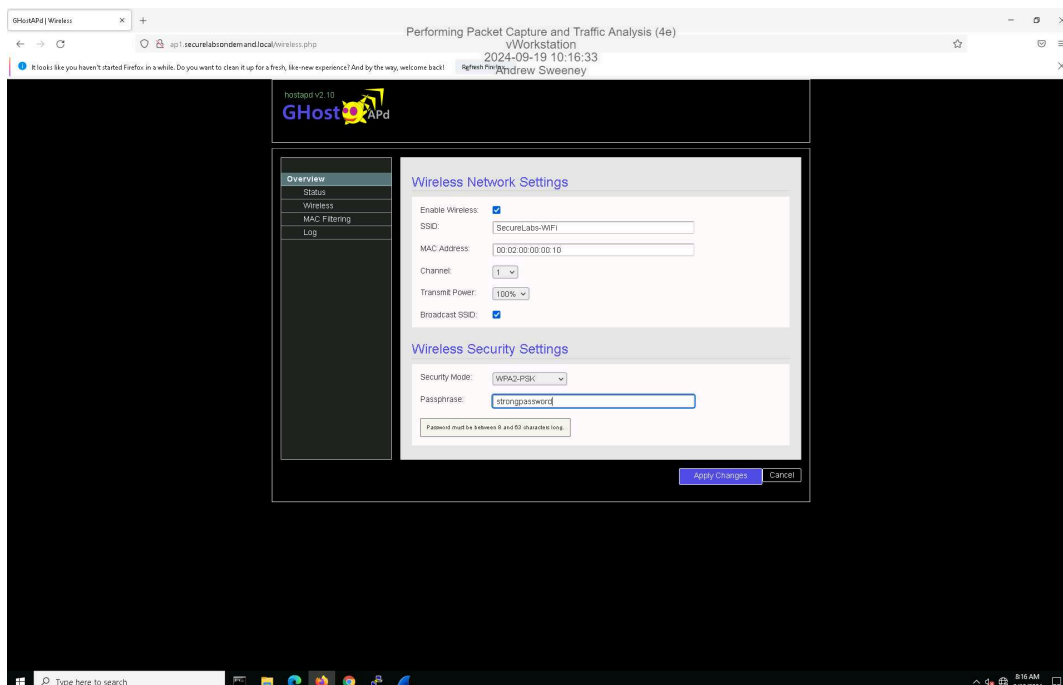 GHostAPd | Wireless
Performing Packet Capture and Traffic Analysis (4e)
ap1.securelabsondemand.local/wireless.php
vWorkstation
2024-09-19 10:16:33
It looks like you haven't started Firefox in a while. Do you want to clean it up for a fresh, like-new experience? And by the way, welcome back!
Andrew Sweeney
hostapd v2.10
GHost APd
Overview
Status
Wireless
MAC Filtering
Log
Wireless Network Settings
Enable Wireless:
SSID: SecureLabs-WiFi
MAC Address: 00:02:00:00:00:10
Channel: 1
Transmit Power: 100%
Broadcast SSID:
Wireless Security Settings
Security Mode: WPA2-PSK
Passphrase: strongpassword
Password must be between 8 and 63 characters long.
Apply Changes Cancel
Type here to search
8:16 AM